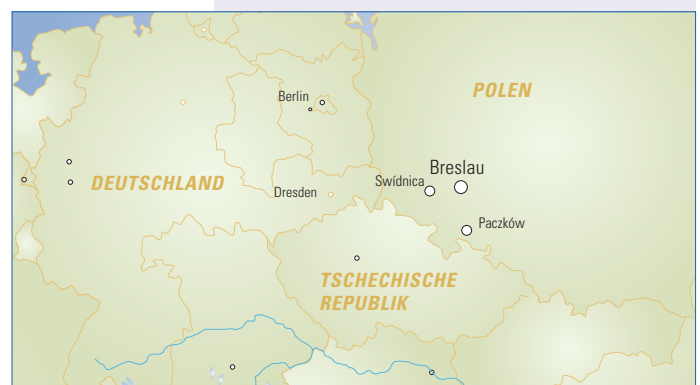 Berlin
POLEN
DEUTSCHLAND
Dresden
Swídnica
Breslau
Paczków
TSCHECHISCHE
REPUBLIK